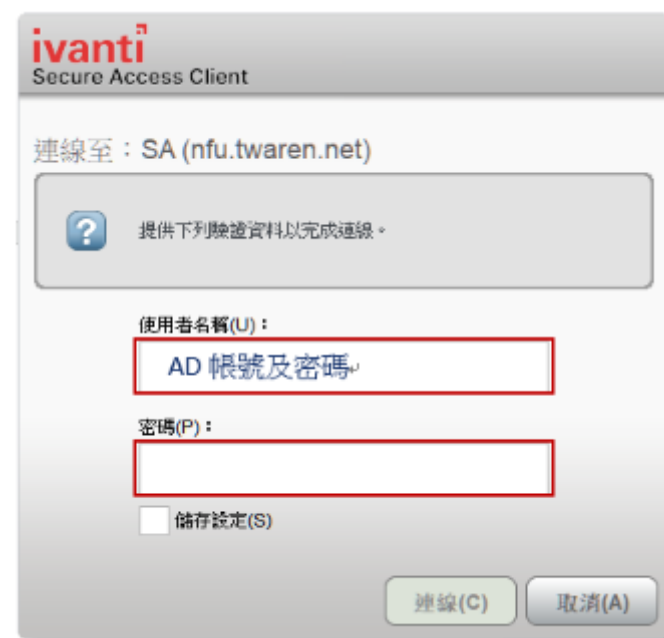 ivanti
Secure Access Client
連線至：SA (nfu.twaren.net)
提供下列驗證資料以完成連線。
使用者名稱(U)：
AD 帳號及密碼
密碼(P)：
儲存設定(S)
連線(C)
取消(A)